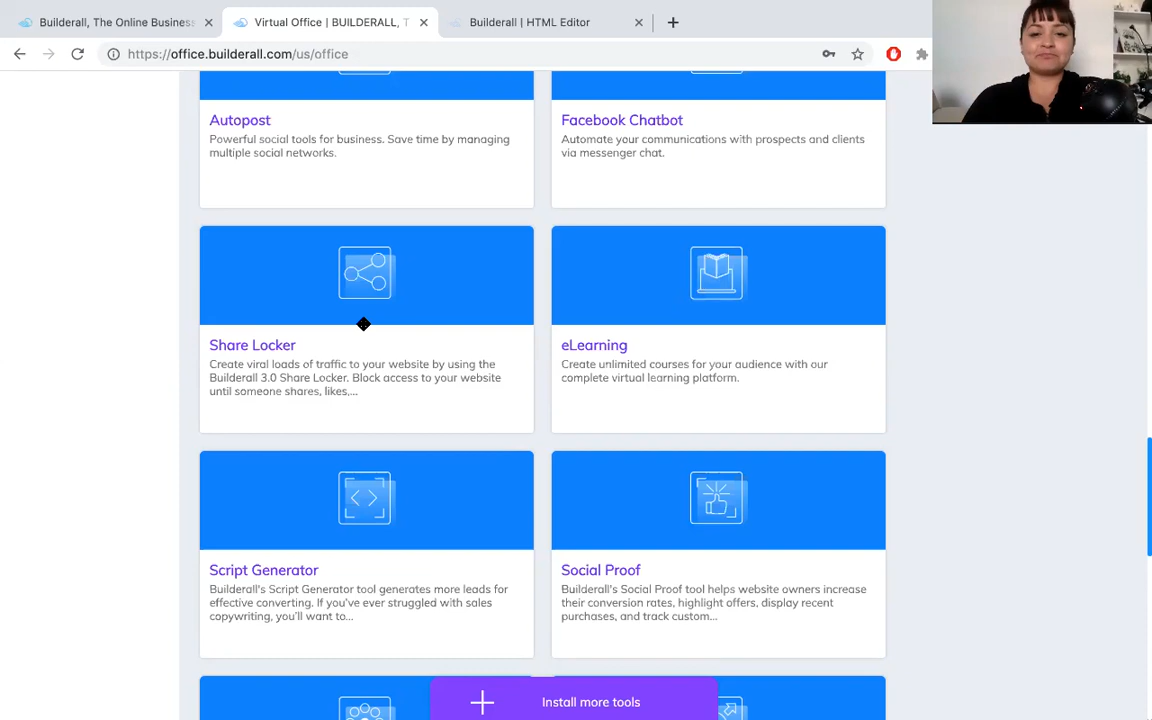 Builderall, The Online Business
Virtual Office | BUILDERALL, T
Builderall | HTML Editor
https://office.builderall.com/us/office
Autopost
Facebook Chatbot
Powerful social tools for business. Save time by managing
multiple social networks.
Automate your communications with prospects and clients
via messenger chat.
Share Locker
eLearning
Create viral loads of traffic to your website by using the
Builderall 3.0 Share Locker. Block access to your website
until someone shares, likes,...
Create unlimited courses for your audience with our
complete virtual learning platform.
Script Generator
Social Proof
Builderall's Script Generator tool generates more leads for
effective converting. If you've ever struggled with sales
copywriting, you'll want to...
Builderall's Social Proof tool helps website owners increase
their conversion rates, highlight offers, display recent
purchases, and track custom...
Install more tools